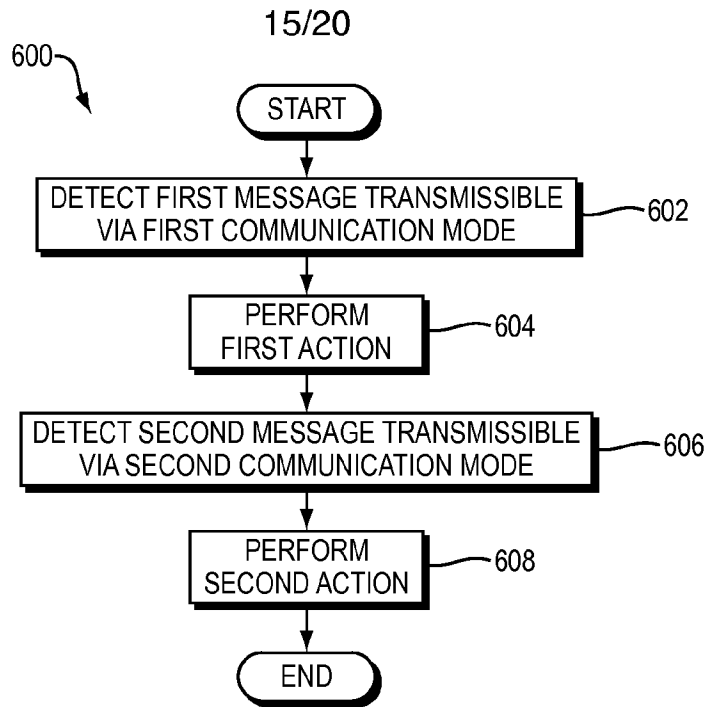 15/20
600
START
DETECT FIRST MESSAGE TRANSMISSIBLE
VIA FIRST COMMUNICATION MODE
602
PERFORM
FIRST ACTION
604
DETECT SECOND MESSAGE TRANSMISSIBLE
VIA SECOND COMMUNICATION MODE
606
PERFORM
SECOND ACTION
608
END